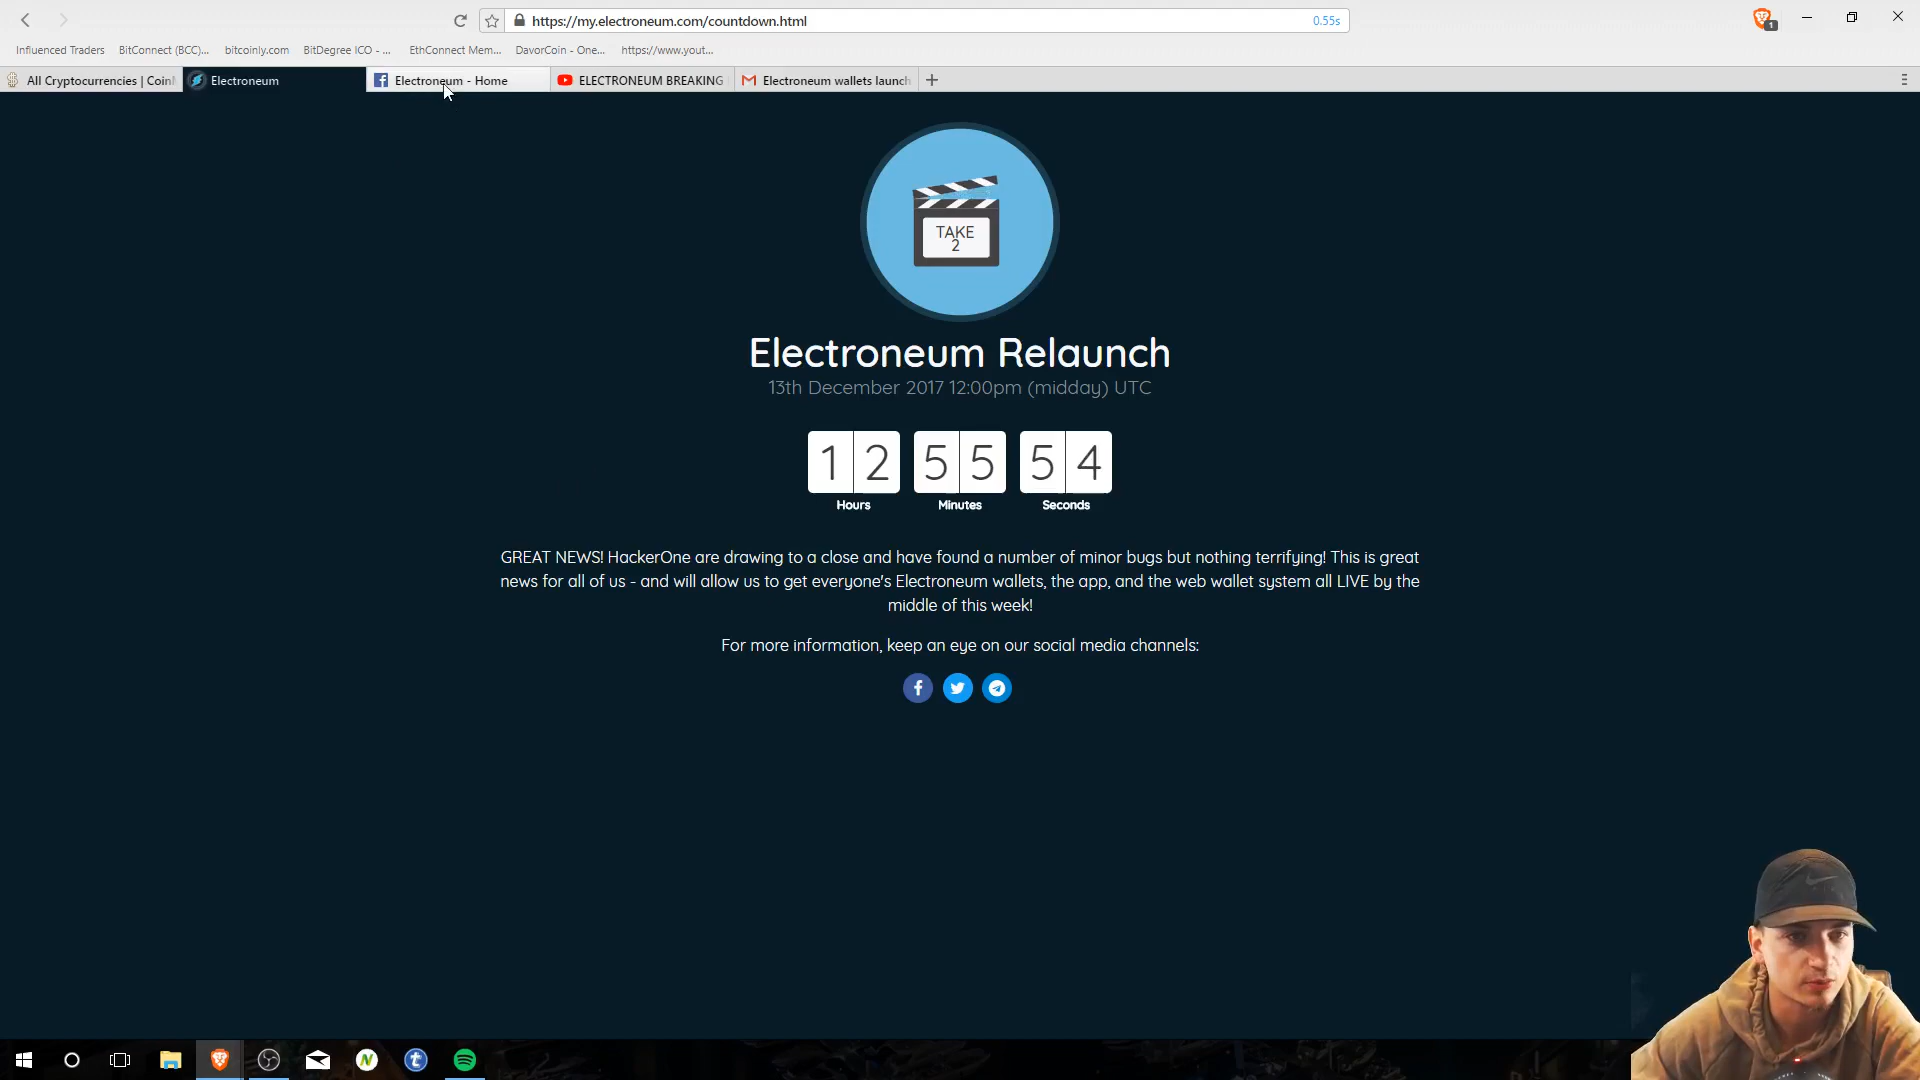 https://my.electroneum.com/countdown.html
0.55s
1
Influenced Traders
BitConnect (BCC)...
bitcoinly.com
BitDegree ICO - ...
EthConnect Mem...
DavorCoin - One...
https://www.yout...
All Cryptocurrencies | Coin
Electroneum
Electroneum - Home
ELECTRONEUM BREAKING
Electroneum wallets launch
TAKE
2
Electroneum Relaunch
13th December 2017 12:00pm (midday) UTC
12 55 54
Hours Minutes Seconds
GREAT NEWS! HackerOne are drawing to a close and have found a number of minor bugs but nothing terrifying! This is great
news for all of us - and will allow us to get everyone's Electroneum wallets, the app, and the web wallet system all LIVE by the
middle of this week!
For more information, keep an eye on our social media channels: